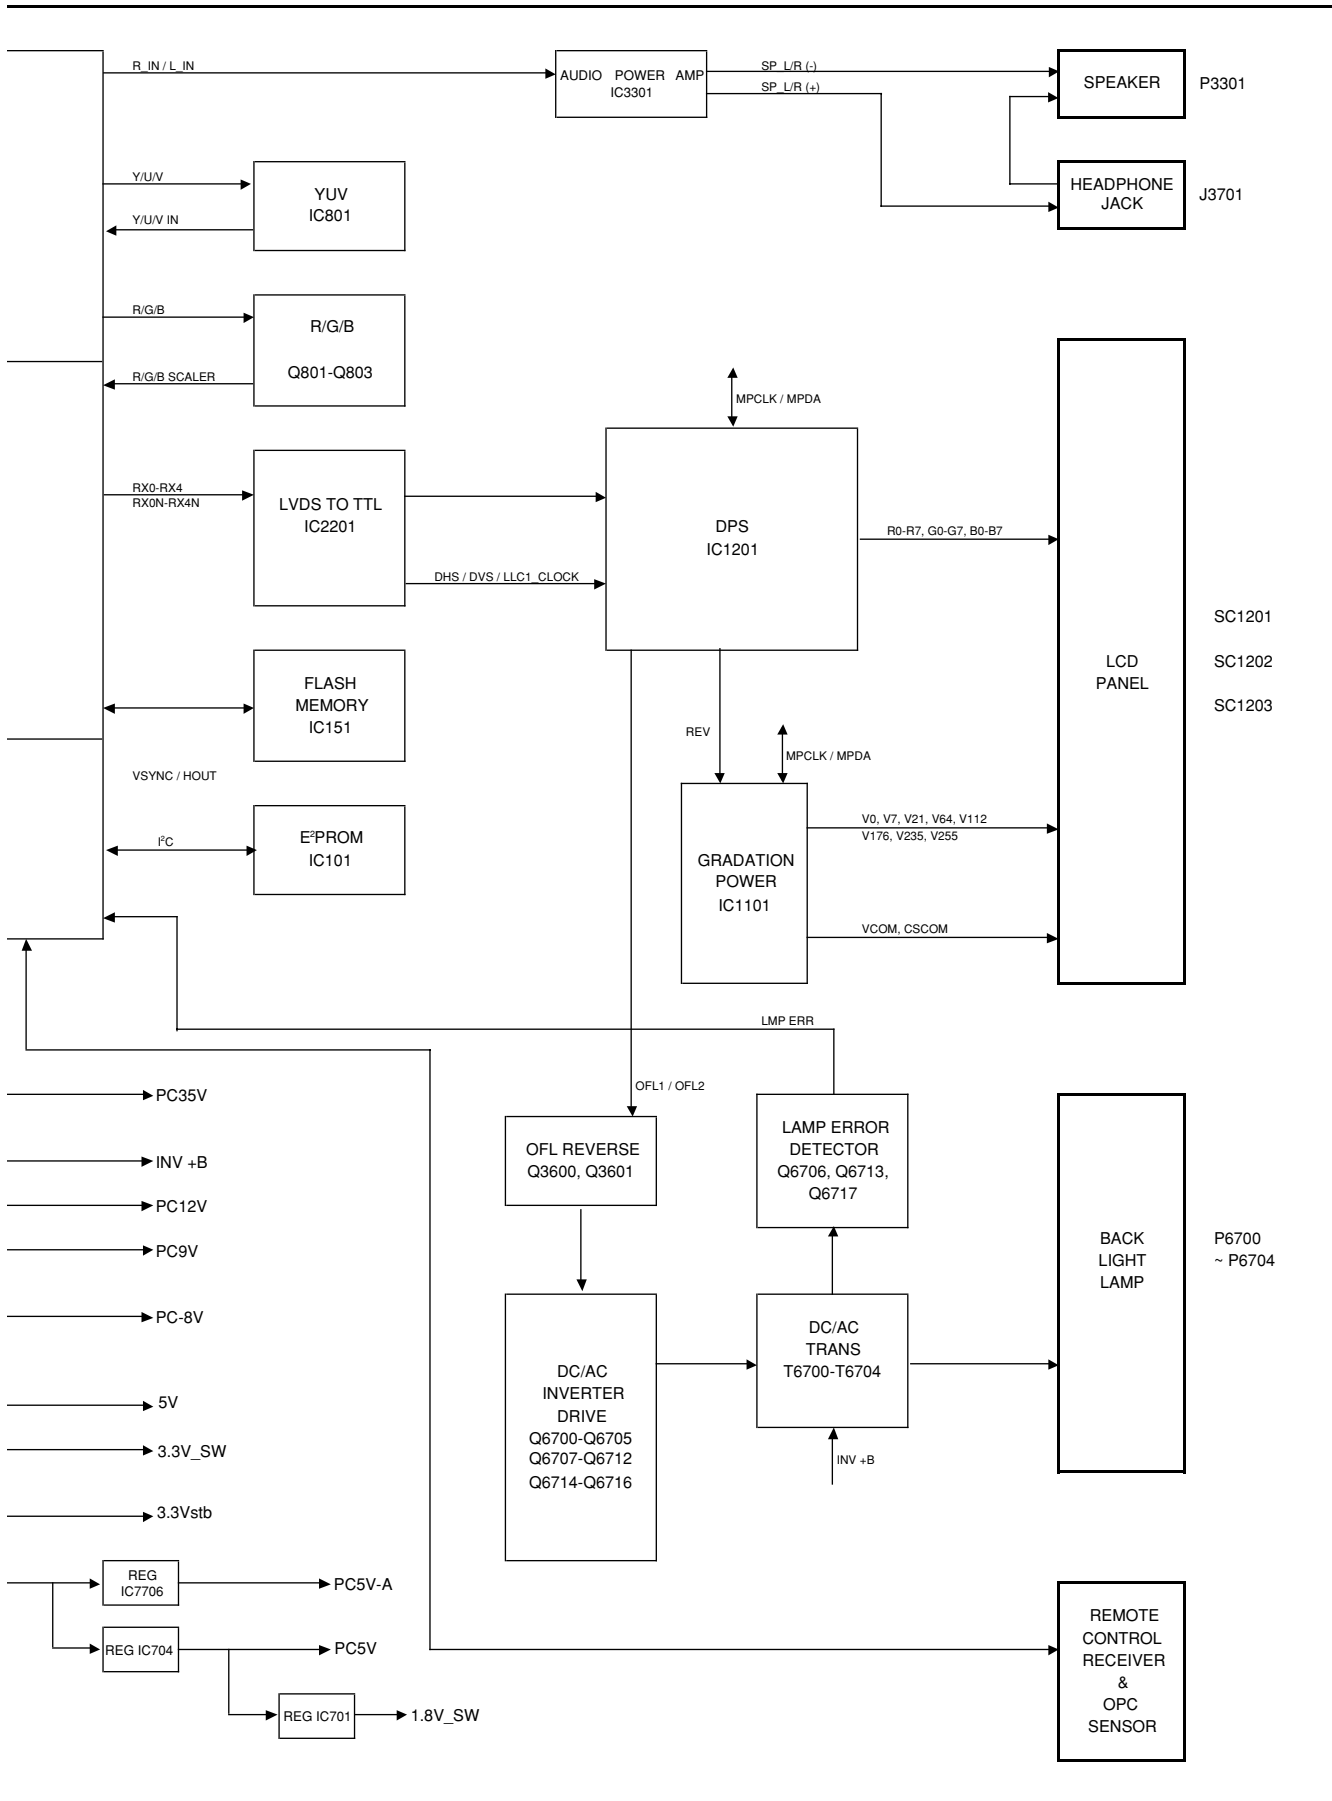 R_IN / L_IN
AUDIO POWER AMP
IC3301
SP_L/R (-)
SP_L/R (+)
SPEAKER
P3301
HEADPHONE
JACK
J3701
Y/U/V
Y/U/V IN
YUV
IC801
R/G/B
R/G/B SCALER
R/G/B
Q801-Q803
MPCLK / MPDA
RX0-RX4
RX0N-RX4N
LVDS TO TTL
IC2201
DHS / DVS / LLC1_CLOCK
DPS
IC1201
R0-R7, G0-G7, B0-B7
LCD
PANEL
SC1201
SC1202
SC1203
FLASH
MEMORY
IC151
REV
MPCLK / MPDA
VSYNC / HOUT
I²C
E²PROM
IC101
GRADATION
POWER
IC1101
V0, V7, V21, V64, V112
V176, V235, V255
VCOM, CSCOM
LMP ERR
OFL1 / OFL2
PC35V
INV +B
PC12V
PC9V
PC-8V
5V
3.3V_SW
3.3Vstb
OFL REVERSE
Q3600, Q3601
LAMP ERROR
DETECTOR
Q6706, Q6713,
Q6717
BACK
LIGHT
LAMP
P6700
~ P6704
DC/AC
INVERTER
DRIVE
Q6700-Q6705
Q6707-Q6712
Q6714-Q6716
DC/AC
TRANS
T6700-T6704
INV +B
REG
IC7706
PC5V-A
REG IC704
PC5V
REG IC701
1.8V_SW
REMOTE
CONTROL
RECEIVER
&
OPC
SENSOR